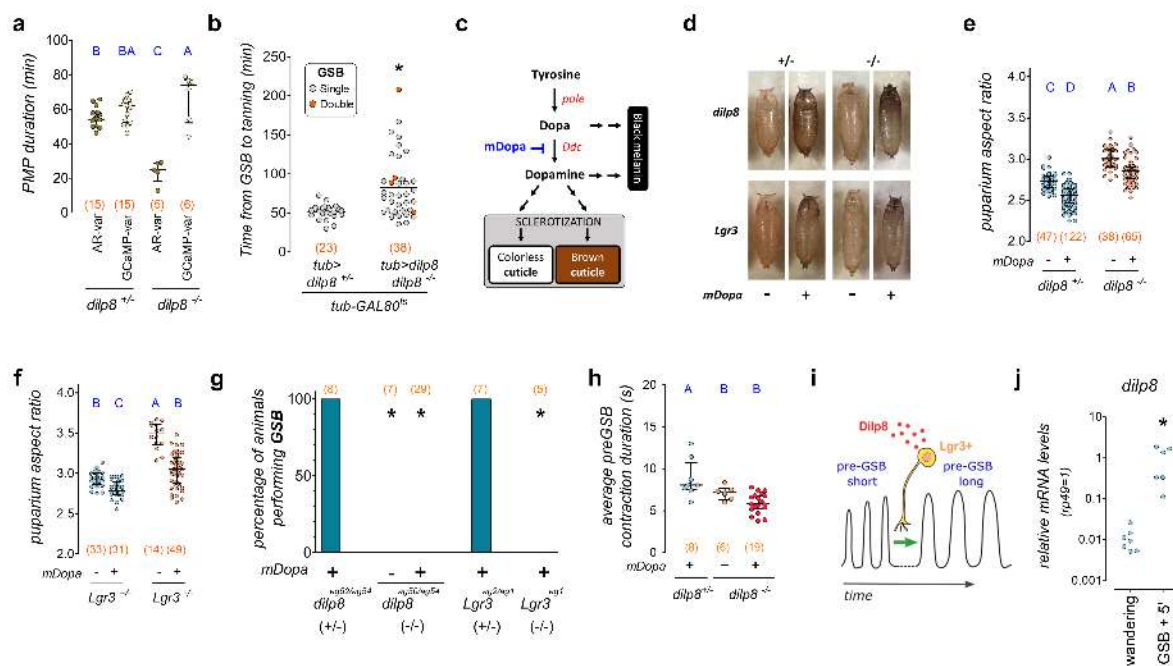 a
B BA C A
PMP duration (min)
100
80
60
40
20
0
(15) (15) (5) (6)
AR-var
GCaMP-var
AR-var
GCaMP-var
dilp8 +/-
dilp8 -/-
b
Time from GSB to tanning (min)
250
200
150
100
50
0
GSB
Single
Double
*
(23)
(38)
tub> dilp8 +/-
tub>dilp8 dilp8 -/-
tub-GAL80ts
c
Tyrosine
pale
Dopa
mDopa
Ddc
Dopamine
Black melanin
SCLEROTIZATION
Colorless cuticle
Brown cuticle
d
+/-
-/-
dilp8
Lgr3
mDopa - + - +
e
puparium aspect ratio
4.0
3.5
3.0
2.5
2.0
C D A B
(47) (122) (38) (65)
mDopa - + - +
dilp8 +/-
dilp8 -/-
f
puparium aspect ratio
4.0
3.5
3.0
2.5
2.0
B C A B
(33) (31) (14) (49)
mDopa - + - +
Lgr3 -/-
Lgr3 -/-
g
percentage of animals performing GSB
100
50
0
(8) (7) (29) (7) (5)
* * *
mDopa + - + + +
dilp8
(+/-)
dilp8
(-/-)
Lgr3
(+/-)
Lgr3
(-/-)
h
average preGSB contraction duration (s)
20
15
10
5
0
A B B
(8) (6) (19)
mDopa + - +
dilp8+/-
dilp8 -/-
i
Dilp8
Lgr3+
pre-GSB short
pre-GSB long
time
j
dilp8
relative mRNA levels
(rp49=1)
10
1
0.1
0.01
0.001
*
wandering
GSB + 5'